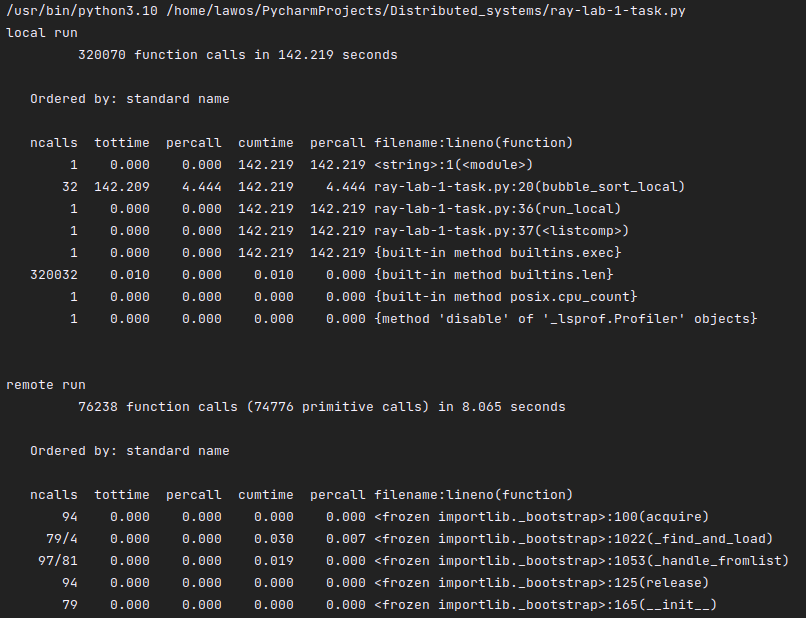 /usr/bin/python3.10 /home/lawos/PycharmProjects/Distributed_systems/ray-lab-1-task.py
local run
         320070 function calls in 142.219 seconds
   Ordered by: standard name
   ncalls  tottime  percall  cumtime  percall filename:lineno(function)
        1    0.000    0.000  142.219  142.219 <string>:1(<module>)
       32  142.209    4.444  142.219    4.444 ray-lab-1-task.py:20(bubble_sort_local)
        1    0.000    0.000  142.219  142.219 ray-lab-1-task.py:36(run_local)
        1    0.000    0.000  142.219  142.219 ray-lab-1-task.py:37(<listcomp>)
        1    0.000    0.000  142.219  142.219 {built-in method builtins.exec}
   320032    0.010    0.000    0.010    0.000 {built-in method builtins.len}
        1    0.000    0.000    0.000    0.000 {built-in method posix.cpu_count}
        1    0.000    0.000    0.000    0.000 {method 'disable' of '_lsprof.Profiler' objects}
remote run
         76238 function calls (74776 primitive calls) in 8.065 seconds
   Ordered by: standard name
   ncalls  tottime  percall  cumtime  percall filename:lineno(function)
       94    0.000    0.000    0.000    0.000 <frozen importlib._bootstrap>:100(acquire)
     79/4    0.000    0.000    0.030    0.007 <frozen importlib._bootstrap>:1022(_find_and_load)
    97/81    0.000    0.000    0.019    0.000 <frozen importlib._bootstrap>:1053(_handle_fromlist)
       94    0.000    0.000    0.000    0.000 <frozen importlib._bootstrap>:125(release)
       79    0.000    0.000    0.000    0.000 <frozen importlib._bootstrap>:165(__init__)